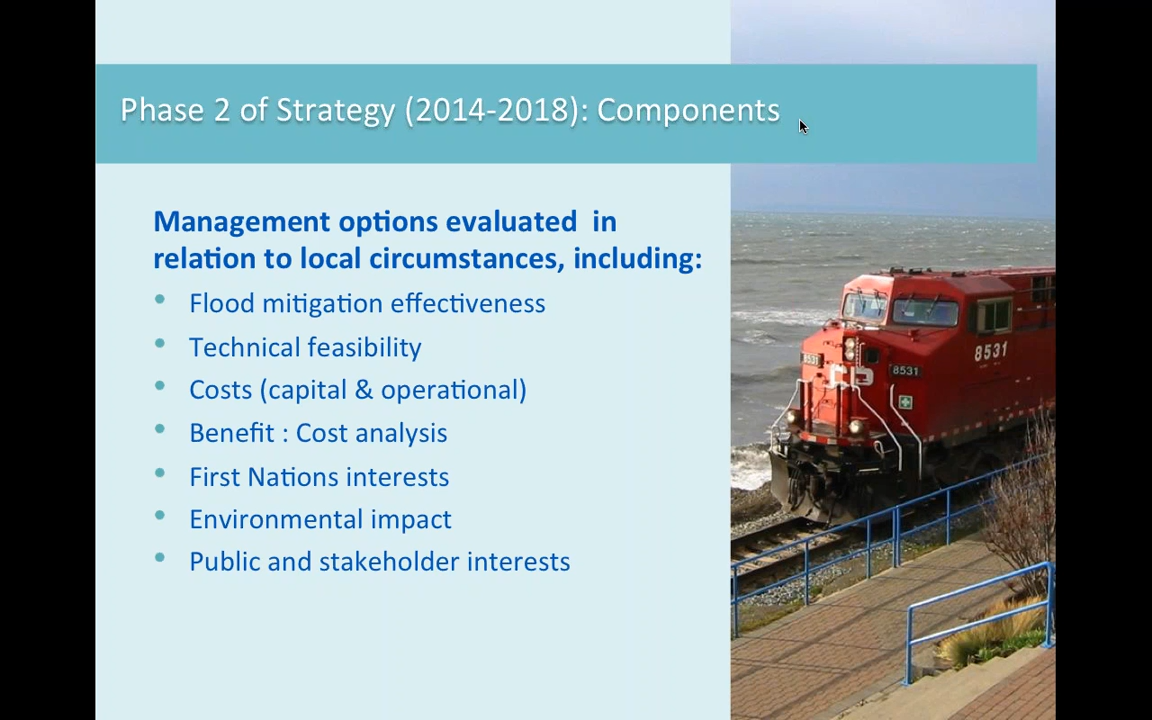 Phase 2 of Strategy (2014-2018): Components
Management options evaluated  in
relation to local circumstances, including:
• Flood mitigation effectiveness
• Technical feasibility
• Costs (capital & operational)
• Benefit : Cost analysis
• First Nations interests
• Environmental impact
• Public and stakeholder interests
8531
8531
8531
CP